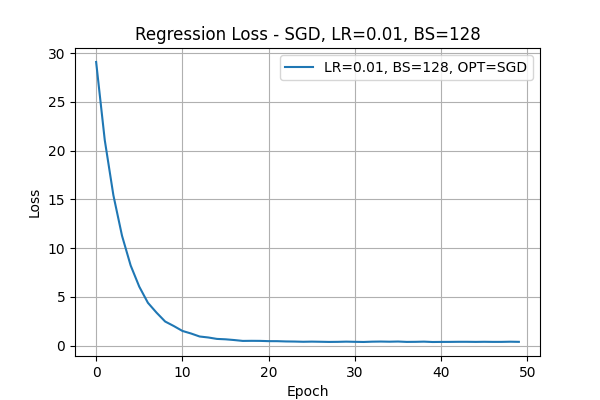 Regression Loss - SGD, LR=0.01, BS=128
LR=0.01, BS=128, OPT=SGD
Loss
30
25
20
15
10
5
0
0 10 20 30 40 50
Epoch